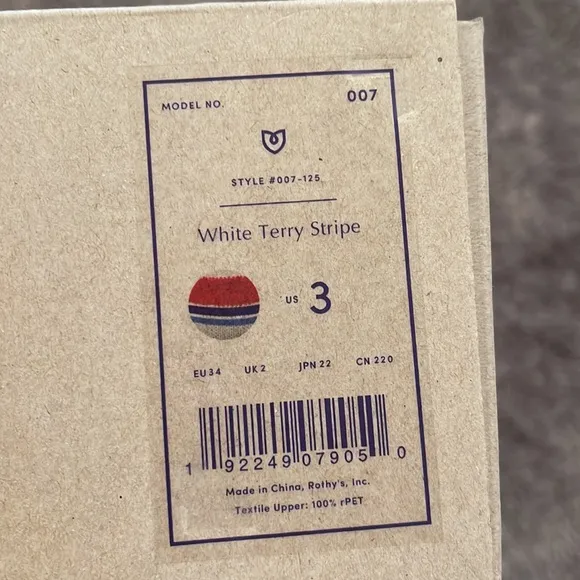 MODEL NO. 007
STYLE #007-125
White Terry Stripe
US 3
EU 34 UK 2 JPN 22 CN 220
1 92249 07905 0
Made in China, Rothy's, Inc.
Textile Upper: 100% rPET